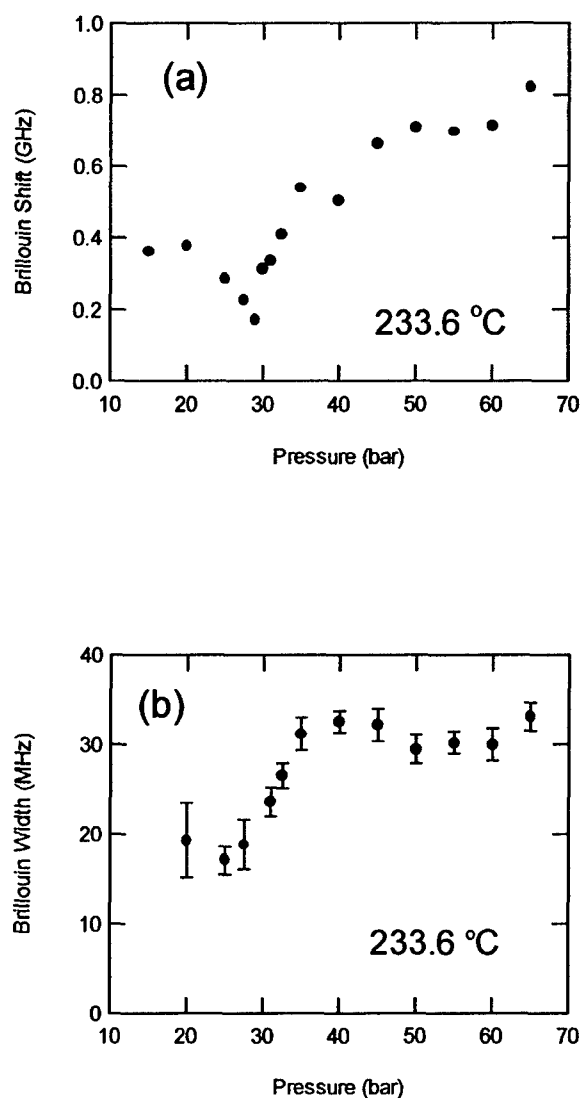 (a)
1.0
0.8
0.6
0.4
0.2
0.0
Brillouin Shift (GHz)
233.6 °C
10 20 30 40 50 60 70
Pressure (bar)
(b)
40
30
20
10
0
Brillouin Width (MHz)
233.6 °C
10 20 30 40 50 60 70
Pressure (bar)